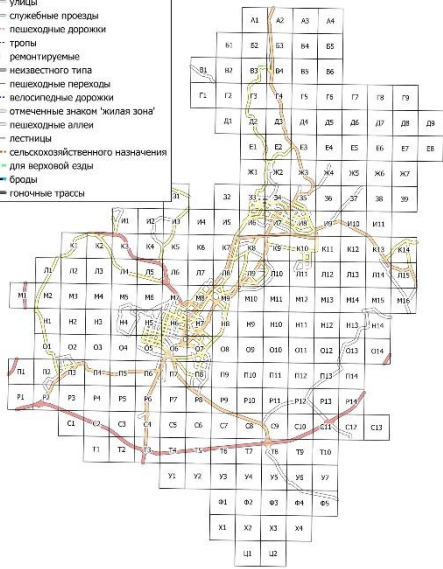 улицы
служебные проезды
пешеходные дорожки
тропы
ремонтируемые
неизвестного типа
пешеходные переходы
велосипедные дорожки
отмеченные знаком 'жилая зона'
пешеходные аллеи
лестницы
сельскохозяйственного назначения
для верховой езды
броды
гоночные трассы
А1 А2 А3 А4
Б1 Б2 Б3 Б4 Б5
В1 В2 В3 В4 В5 В6
Г1 Г2 Г3 Г4 Г5 Г6 Г7 Г8 Г9
Д1 Д2 Д3 Д4 Д5 Д6 Д7 Д8 Д9
Е1 Е2 Е3 Е4 Е5 Е6 Е7 Е8
Ж1 Ж2 Ж3 Ж4 Ж5 Ж6 Ж7
З1 З2 З3 З4 З5 З6 З7 З8 З9
И1 И2 И3 И4 И5 И6 И7 И8 И9 И10 И11
К1 К2 К3 К4 К5 К6 К7 К8 К9 К10 К11 К12 К13 К14
Л1 Л2 Л3 Л4 Л5 Л6 Л7 Л8 Л9 Л10 Л11 Л12 Л13 Л14 Л15
М1 М2 М3 М4 М5 М6 М7 М8 М9 М10 М11 М12 М13 М14 М15 М16
Н1 Н2 Н3 Н4 Н5 Н6 Н7 Н8 Н9 Н10 Н11 Н12 Н13 Н14
О1 О2 О3 О4 О5 О6 О7 О8 О9 О10 О11 О12 О13 О14
П1 П2 П3 П4 П5 П6 П7 П8 П9 П10 П11 П12 П13 П14
Р1 Р2 Р3 Р4 Р5 Р6 Р7 Р8 Р9 Р10 Р11 Р12 Р13 Р14
С1 С2 С3 С4 С5 С6 С7 С8 С9 С10 С11 С12 С13
Т1 Т2 Т3 Т4 Т5 Т6 Т7 Т8 Т9 Т10
У1 У2 У3 У4 У5 У6 У7
Ф1 Ф2 Ф3 Ф4 Ф5
Х1 Х2 Х3 Х4
Ц1 Ц2